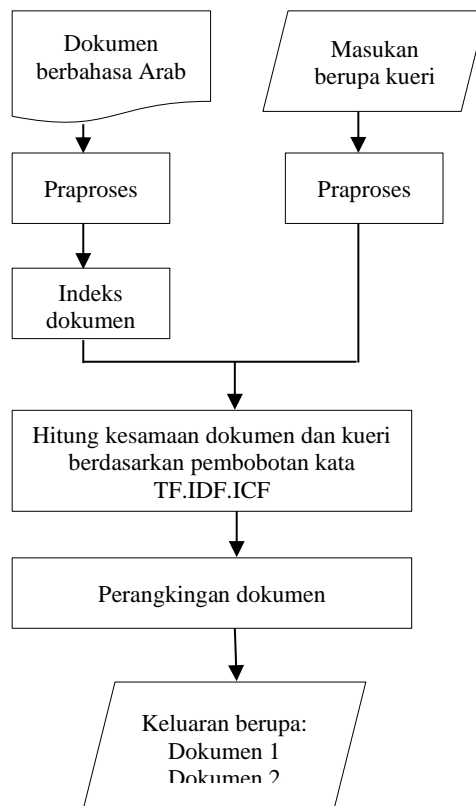 Dokumen
berbahasa Arab
Masukan
berupa kueri
Praproses
Praproses
Indeks
dokumen
Hitung kesamaan dokumen dan kueri
berdasarkan pembobotan kata
TF.IDF.ICF
Perangkingan dokumen
Keluaran berupa:
Dokumen 1
Dokumen 2